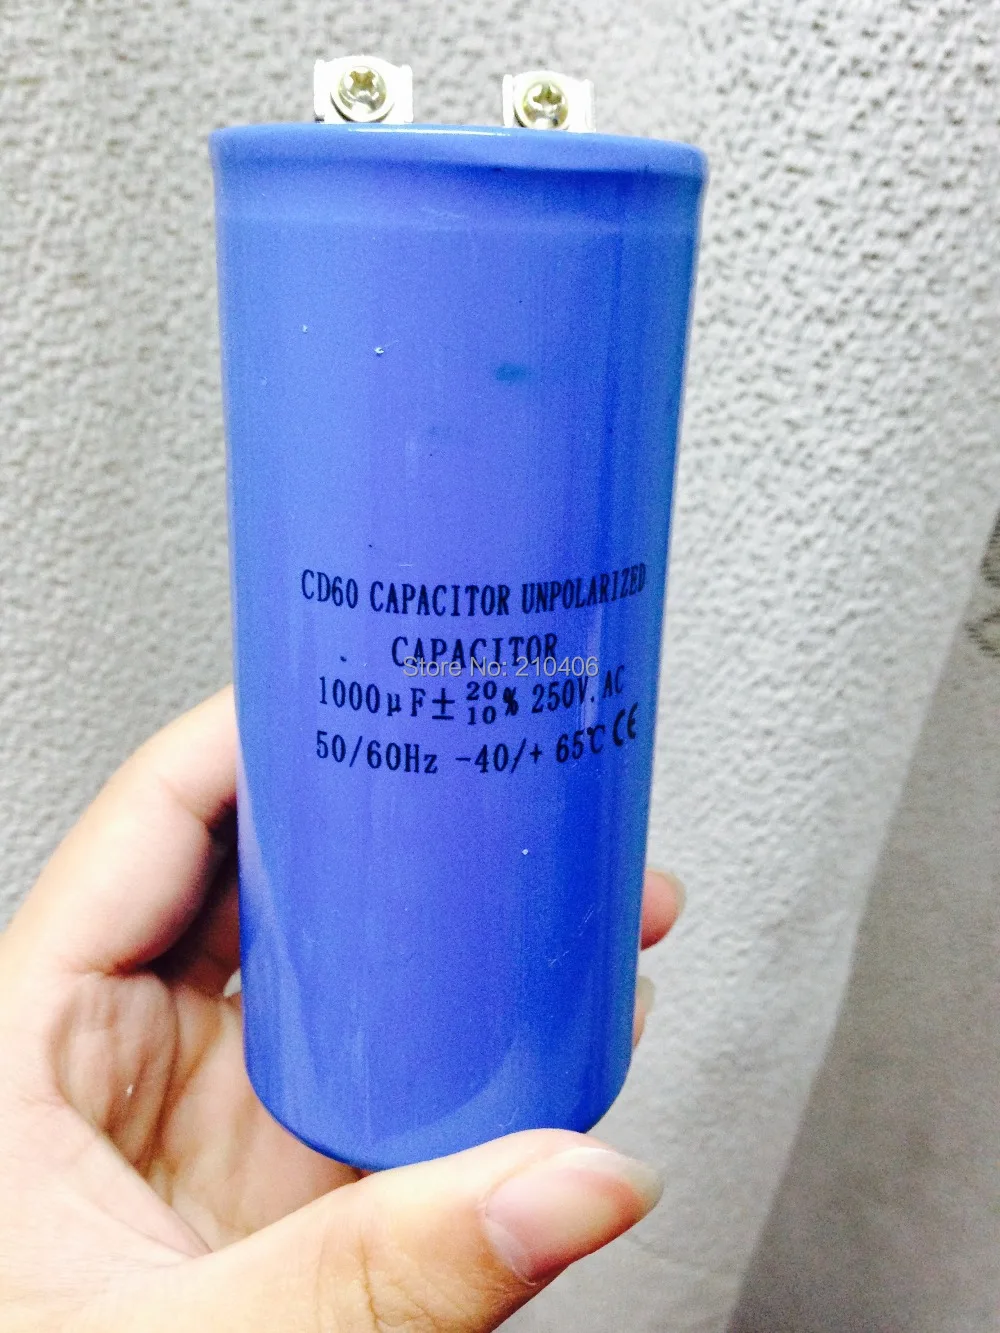 CD60 CAPACITOR UNPOLARIZED
CAPACITOR
Store No: 210406
1000μF±20/10% 250V. AC
50/60Hz -40/+ 65℃ CE